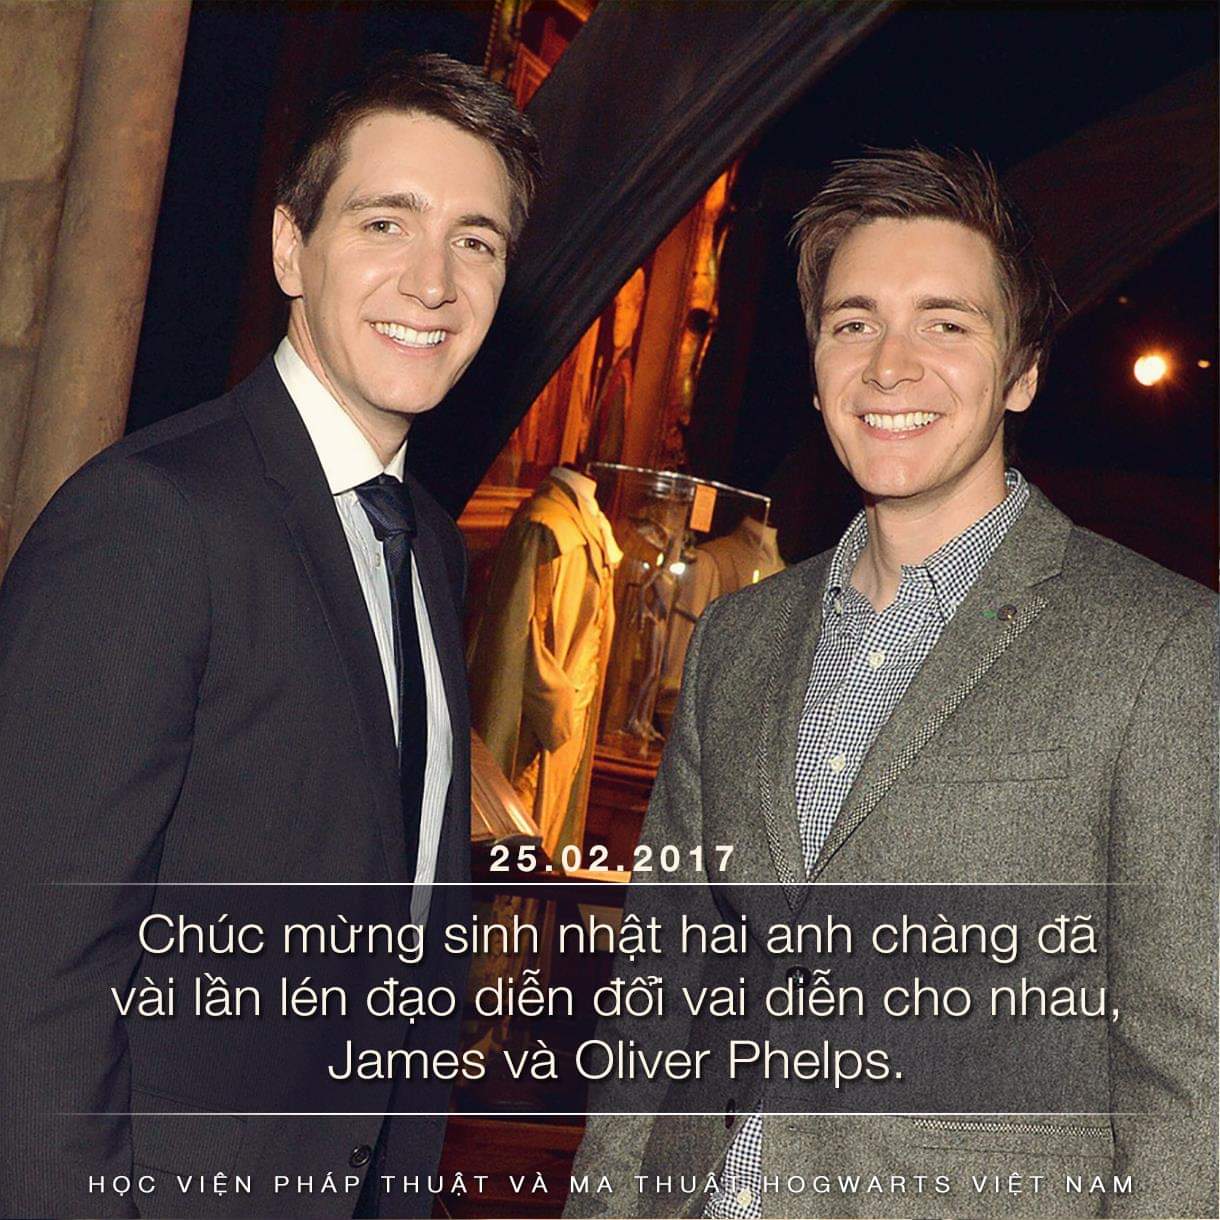 25.02.2017
Chúc mừng sinh nhật hai anh chàng đã
vài lần lén đạo diễn đổi vai diễn cho nhau,
James và Oliver Phelps.
HỌC VIỆN PHÁP THUẬT VÀ MA THUẬT HOGWARTS VIỆT NAM